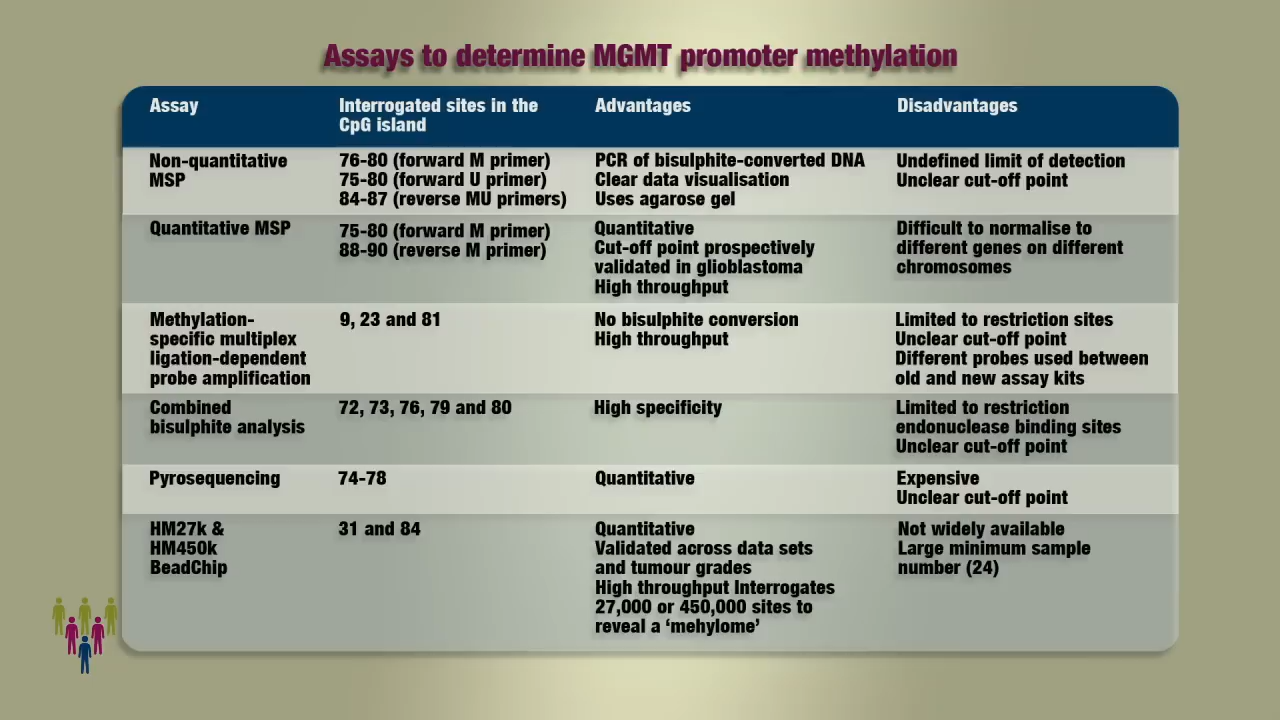 Assays to determine MGMT promoter methylation
Assay
Interrogated sites in the
CpG island
Advantages
Disadvantages
Non-quantitative
MSP
76-80 (forward M primer)
75-80 (forward U primer)
84-87 (reverse MU primers)
PCR of bisulphite-converted DNA
Clear data visualisation
Uses agarose gel
Undefined limit of detection
Unclear cut-off point
Quantitative MSP
75-80 (forward M primer)
88-90 (reverse M primer)
Quantitative
Cut-off point prospectively
validated in glioblastoma
High throughput
Difficult to normalise to
different genes on different
chromosomes
Methylation-
specific multiplex
ligation-dependent
probe amplification
9, 23 and 81
No bisulphite conversion
High throughput
Limited to restriction sites
Unclear cut-off point
Different probes used between
old and new assay kits
Combined
bisulphite analysis
72, 73, 76, 79 and 80
High specificity
Limited to restriction
endonuclease binding sites
Unclear cut-off point
Pyrosequencing
74-78
Quantitative
Expensive
Unclear cut-off point
HM27k &
HM450k
BeadChip
31 and 84
Quantitative
Validated across data sets
and tumour grades
High throughput Interrogates
27,000 or 450,000 sites to
reveal a ‘mehylome’
Not widely available
Large minimum sample
number (24)